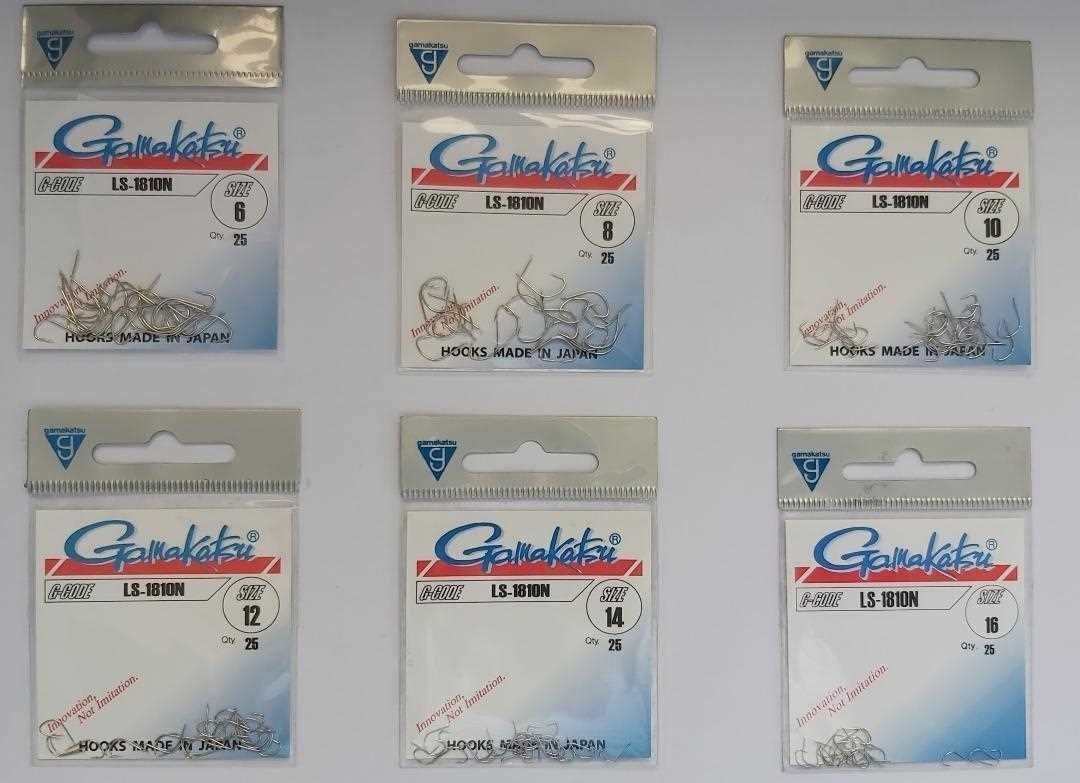 gamakatsu
g
Gamakatsu®
G-CODE LS-1810N
SIZE
6
Qty. 25
Innovation,
Not Imitation.
HOOKS MADE IN JAPAN
gamakatsu
g
Gamakatsu®
G-CODE LS-1810N
SIZE
8
Qty. 25
Innovation,
Not Imitation.
HOOKS MADE IN JAPAN
gamakatsu
g
Gamakatsu®
G-CODE LS-1810N
SIZE
10
Qty. 25
Innovation,
Not Imitation.
HOOKS MADE IN JAPAN
gamakatsu
g
Gamakatsu®
G-CODE LS-1810N
SIZE
12
Qty. 25
Innovation,
Not Imitation.
HOOKS MADE IN JAPAN
gamakatsu
g
Gamakatsu®
G-CODE LS-1810N
SIZE
14
Qty. 25
Innovation,
Not Imitation.
HOOKS MADE IN JAPAN
gamakatsu
g
Gamakatsu®
G-CODE LS-1810N
SIZE
16
Qty. 25
Innovation,
Not Imitation.